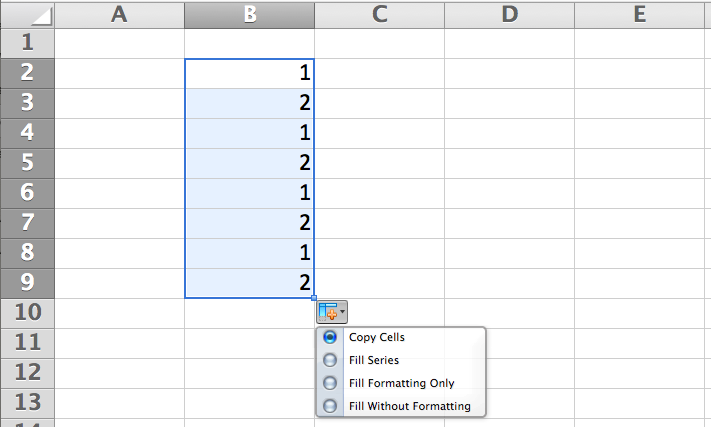 A B C D E
1
2 1
3 2
4 1
5 2
6 1
7 2
8 1
9 2
10
11 Copy Cells
12 Fill Series
Fill Formatting Only
13 Fill Without Formatting
14